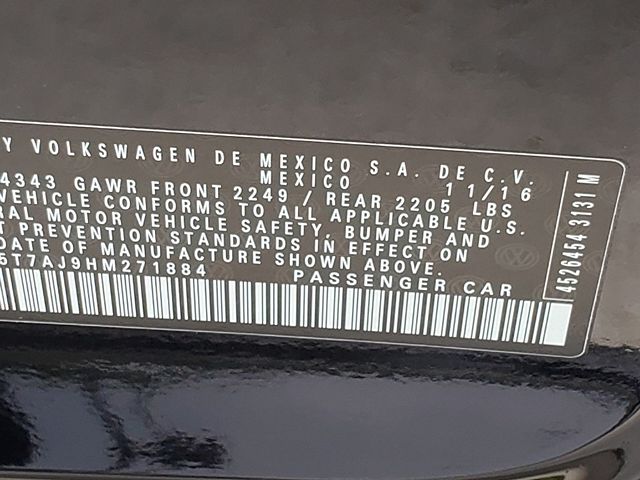 Y VOLKSWAGEN DE MEXICO S.A. DE C.V.
MEXICO 11/16
4343 GAWR FRONT 2249 / REAR 2205 LBS
VEHICLE CONFORMS TO ALL APPLICABLE U.S.
RAL MOTOR VEHICLE SAFETY, BUMPER AND
T PREVENTION STANDARDS IN EFFECT ON
DATE OF MANUFACTURE SHOWN ABOVE.
5T7AJ9HM271884 PASSENGER CAR
4526454 3131 M